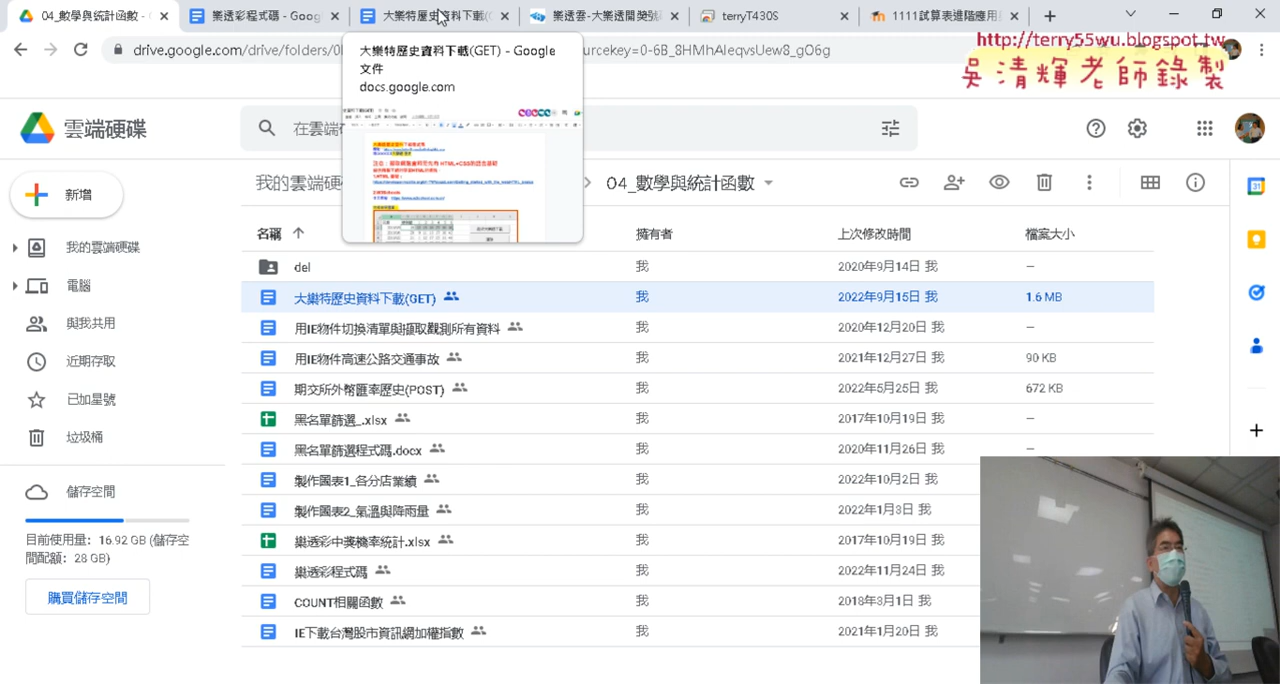 04_數學與統計函數 -
樂透彩程式碼 - Goog
大樂特歷史資料下載(
樂透雲-大樂透開獎號
terryT430S
1111試算表進階應用
drive.google.com/drive/folders/0
urcekey=0-6B_8HMhAIeqvsUew8_gO6g
http://terry55wu.blogspot.tw
吳清輝老師錄製
大樂特歷史資料下載(GET) - Google
文件
docs.google.com
雲端硬碟
在雲端
新增
我的雲端硬碟
電腦
與我共用
近期存取
已加星號
垃圾桶
儲存空間
目前使用量：16.92 GB (儲存空
間配額：28 GB)
購買儲存空間
我的雲端硬
04_數學與統計函數
名稱
擁有者
上次修改時間
檔案大小
del 我 2020年9月14日 我 –
大樂特歷史資料下載(GET) 我 2022年9月15日 我 1.6 MB
用IE物件切換清單與擷取觀測所有資料 我 2020年12月20日 我 –
用IE物件高速公路交通事故 我 2021年12月27日 我 90 KB
期交所外幣匯率歷史(POST) 我 2022年5月25日 我 672 KB
黑名單篩選_.xlsx 我 2017年10月19日 我 –
黑名單篩選程式碼.docx 我 2020年11月26日 我 –
製作圖表1_各分店業績 我 2022年10月2日 我
製作圖表2_氣溫與降雨量 我 2022年1月3日 我
樂透彩中獎機率統計.xlsx 我 2017年10月19日 我
樂透彩程式碼 我 2022年11月24日 我
COUNT相關函數 我 2018年3月1日 我
IE下載台灣股市資訊網加權指數 我 2021年1月20日 我